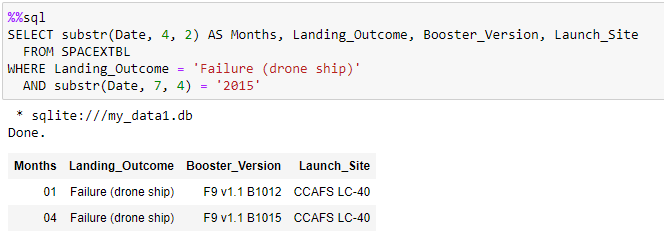 %%sql
SELECT substr(Date, 4, 2) AS Months, Landing_Outcome, Booster_Version, Launch_Site
  FROM SPACEXTBL
WHERE Landing_Outcome = 'Failure (drone ship)'
  AND substr(Date, 7, 4) = '2015'
* sqlite:///my_data1.db
Done.
Months Landing_Outcome Booster_Version Launch_Site
01 Failure (drone ship) F9 v1.1 B1012 CCAFS LC-40
04 Failure (drone ship) F9 v1.1 B1015 CCAFS LC-40